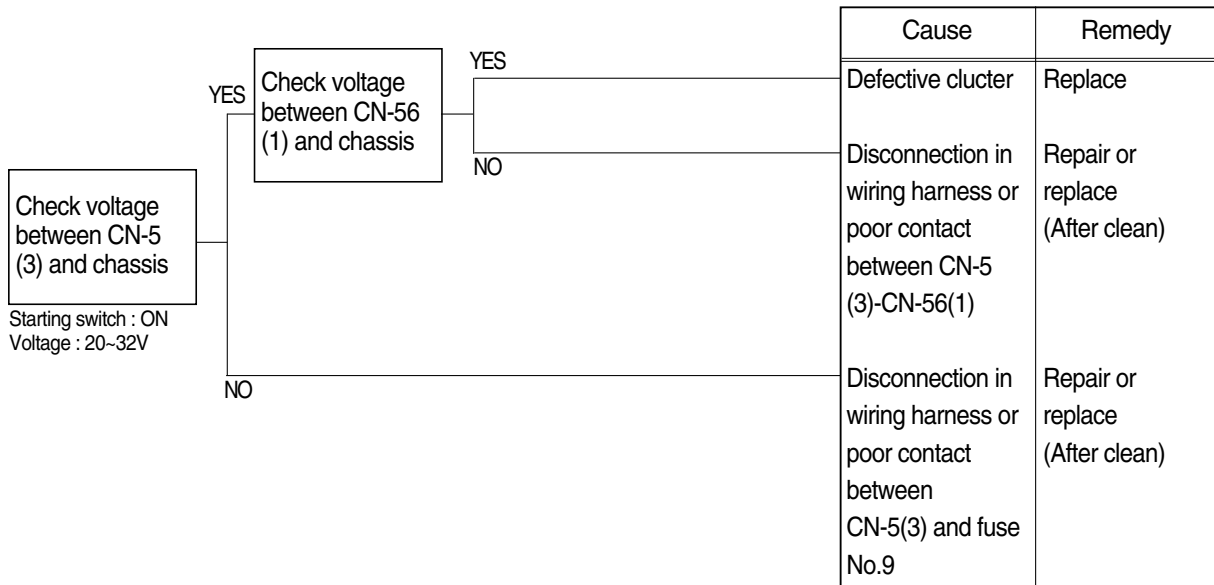 Cause
Remedy
YES
Check voltage
between CN-56
(1) and chassis
YES
Defective clucter
Replace
NO
Disconnection in
wiring harness or
poor contact
between CN-5
(3)-CN-56(1)
Repair or
replace
(After clean)
Check voltage
between CN-5
(3) and chassis
Starting switch : ON
Voltage : 20~32V
NO
Disconnection in
wiring harness or
poor contact
between
CN-5(3) and fuse
No.9
Repair or
replace
(After clean)